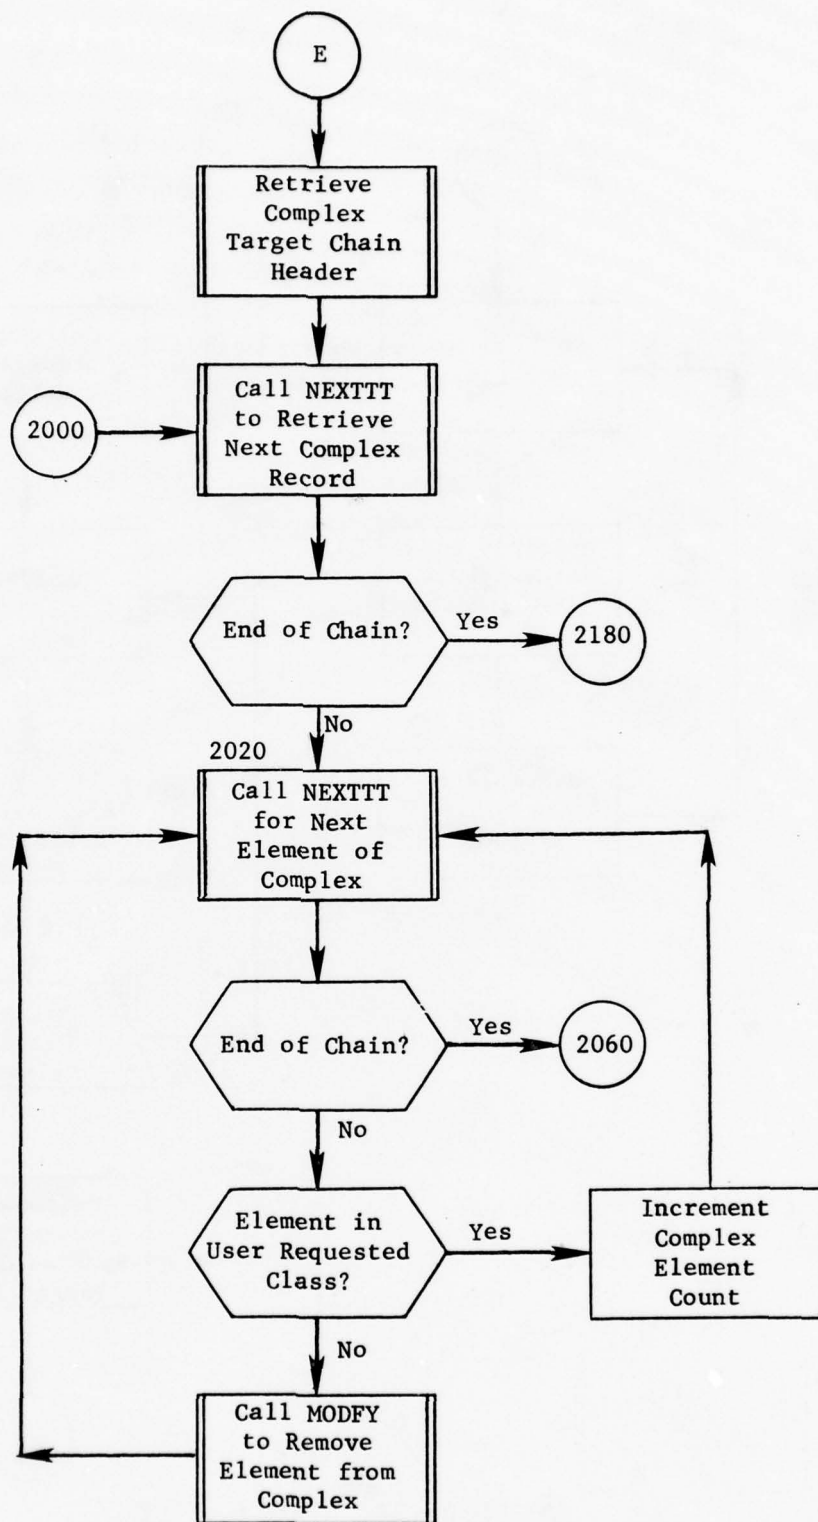 E
Retrieve
Complex
Target Chain
Header
2000
Call NEXTTT
to Retrieve
Next Complex
Record
End of Chain?
Yes
2180
No
2020
Call NEXTTT
for Next
Element of
Complex
End of Chain?
Yes
2060
No
Element in
User Requested
Class?
Yes
Increment
Complex
Element
Count
No
Call MODFY
to Remove
Element from
Complex